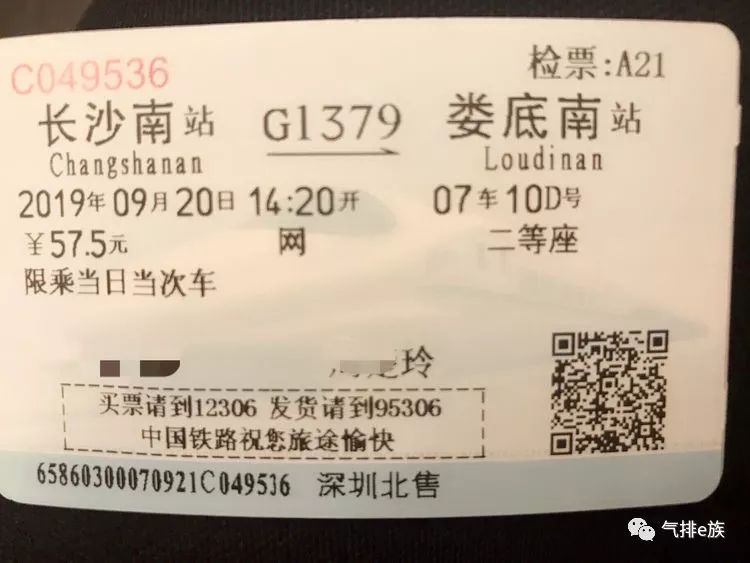 C049536 检票:A21
长沙南站 G1379 娄底南站
Changshanan Loudinan
2019年09月20日 14:20开 07车10D号
￥57.5元 网 二等座
限乘当日当次车
玲
买票请到12306 发货请到95306
中国铁路祝您旅途愉快
65860300070921C049536 深圳北售
气排e族